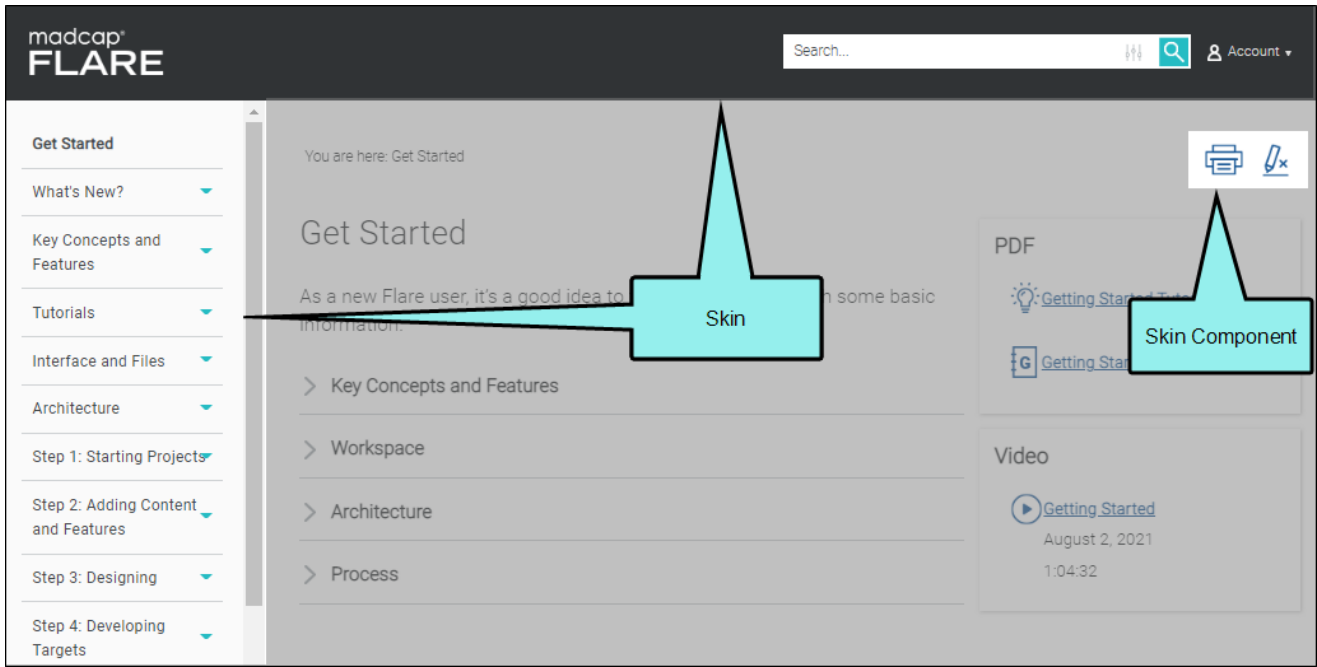 madcap°
FLARE
Search...
Account
Get Started
What's New?
Key Concepts and
Features
Tutorials
Interface and Files
Architecture
Step 1: Starting Projects
Step 2: Adding Content
and Features
Step 3: Designing
Step 4: Developing
Targets
You are here: Get Started
Get Started
As a new Flare user, it's a good idea to some basic
information.
Key Concepts and Features
Workspace
Architecture
Process
Skin
PDF
Getting Started
G Getting
Skin Component
Video
Getting Started
August 2, 2021
1:04:32